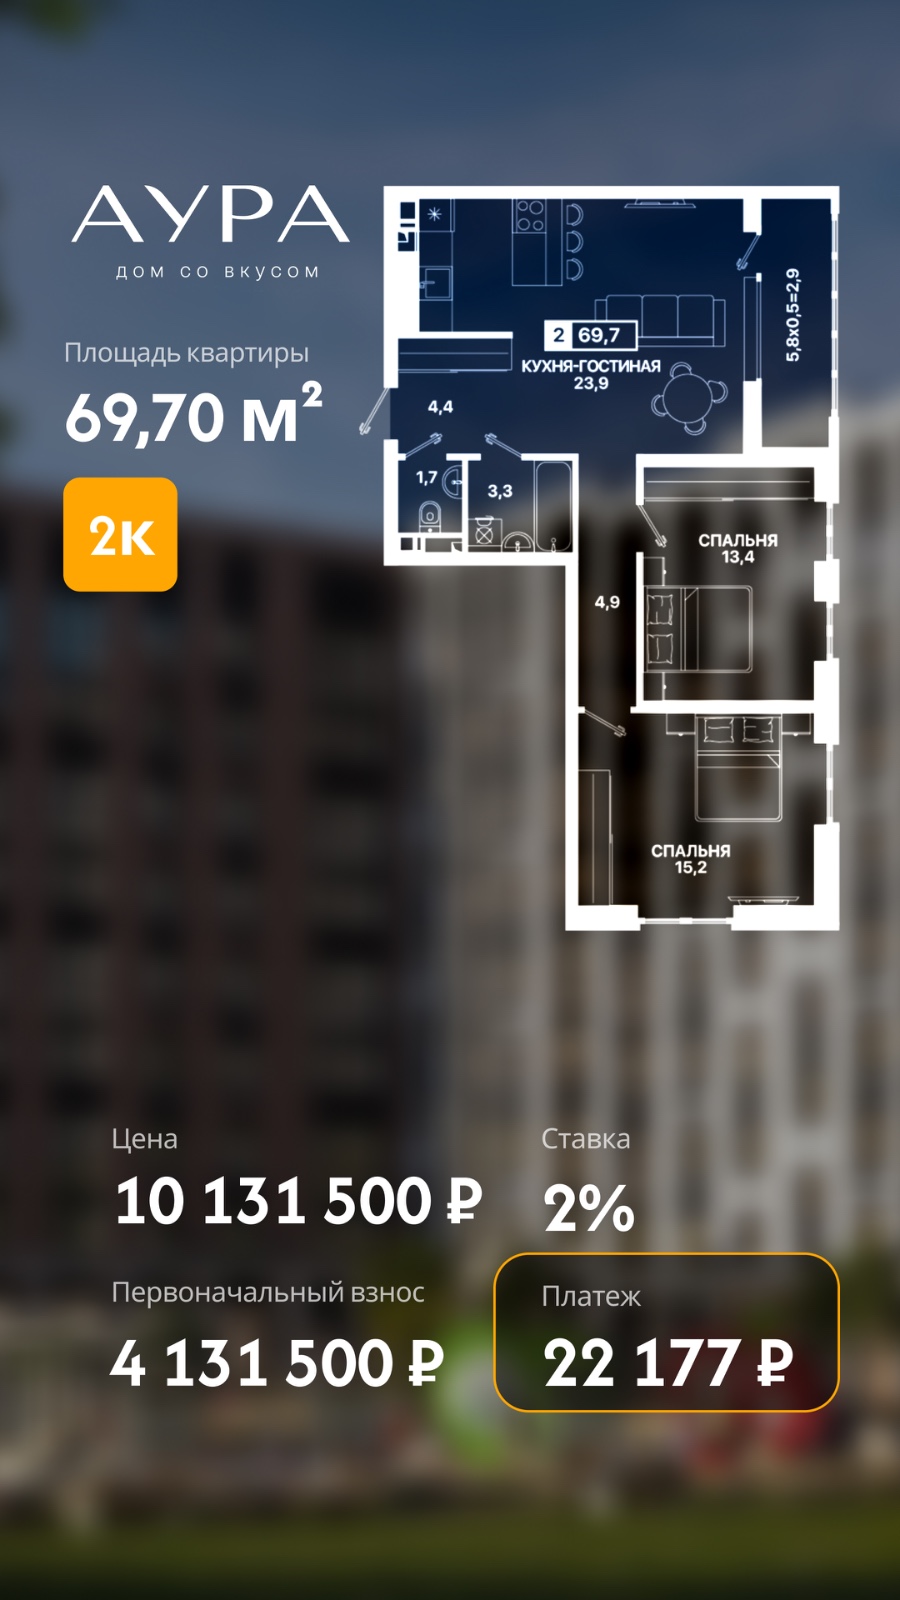 АУРА
дом со вкусом
Площадь квартиры
69,70 м²
2к
2 69,7
КУХНЯ-ГОСТИНАЯ
23,9
5,8x0,5=2,9
4,4
1,7
3,3
СПАЛЬНЯ
13,4
4,9
СПАЛЬНЯ
15,2
Цена
10 131 500 ₽
Ставка
2%
Первоначальный взнос
4 131 500 ₽
Платеж
22 177 ₽